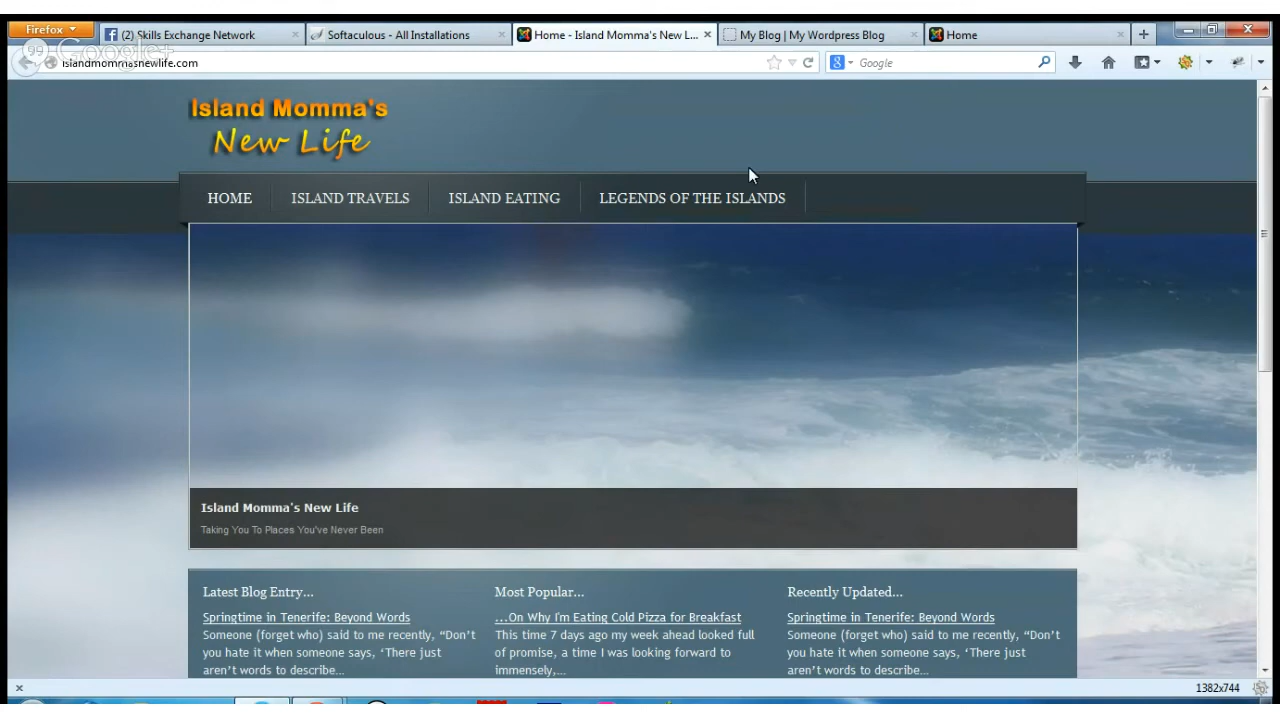 Firefox
(2) Skills Exchange Network
Softaculous - All Installations
Home - Island Momma's New L...
My Blog | My Wordpress Blog
Home
99 Google+
islandmommasnewlife.com
Google
Island Momma's
New Life
HOME
ISLAND TRAVELS
ISLAND EATING
LEGENDS OF THE ISLANDS
Island Momma's New Life
Taking You To Places You've Never Been
Latest Blog Entry...
Springtime in Tenerife: Beyond Words
Someone (forget who) said to me recently, “Don't
you hate it when someone says, ‘There just
aren't words to describe...
Most Popular...
...On Why I'm Eating Cold Pizza for Breakfast
This time 7 days ago my week ahead looked full
of promise, a time I was looking forward to
immensely,...
Recently Updated...
Springtime in Tenerife: Beyond Words
Someone (forget who) said to me recently, “Don't
you hate it when someone says, ‘There just
aren't words to describe...
1382x744